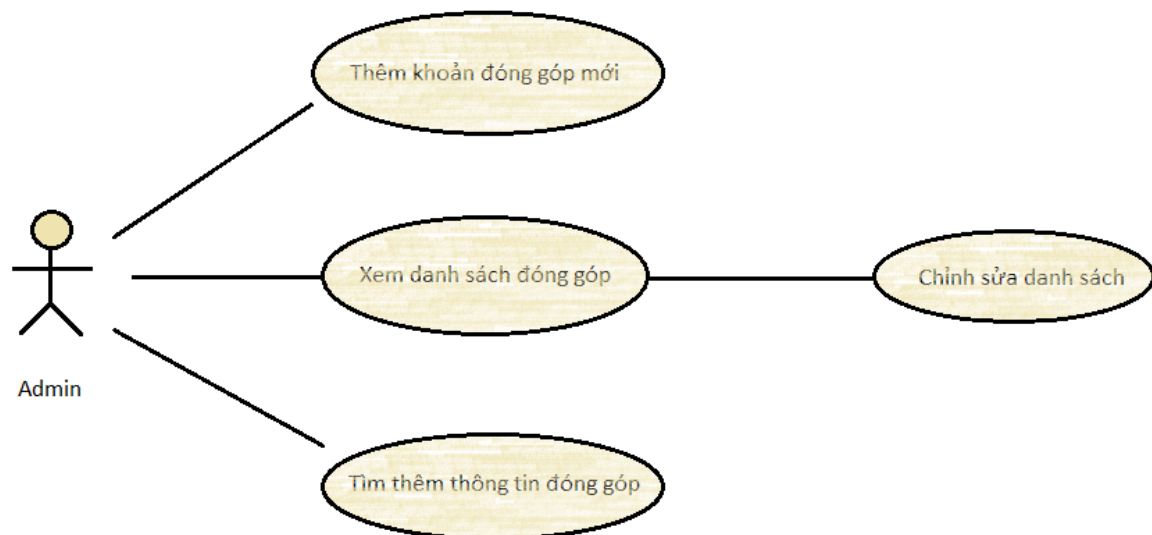 Thêm khoản đóng góp mới
Xem danh sách đóng góp
Chỉnh sửa danh sách
Admin
Tìm thêm thông tin đóng góp